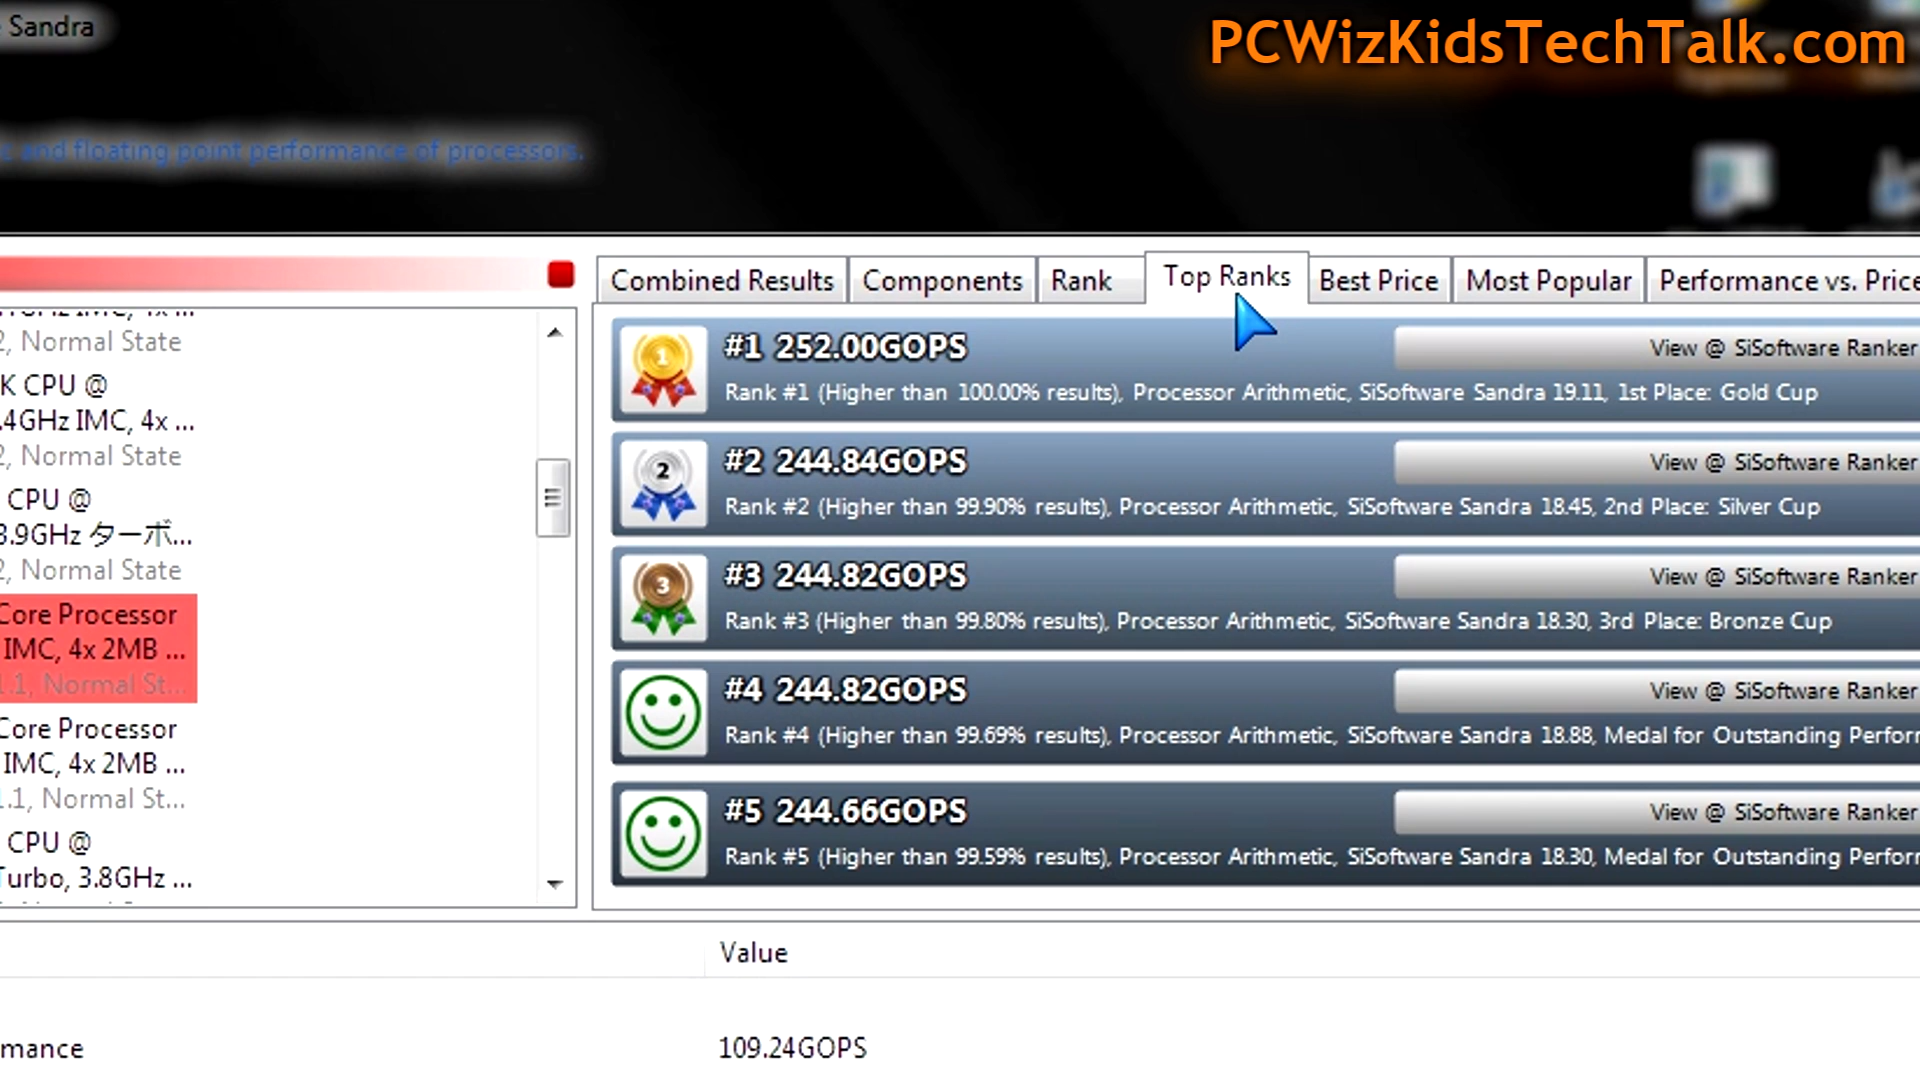 Sandra
PCWizKidsTechTalk.com
and floating point performance of processors.
Combined Results
Components
Rank
Top Ranks
Best Price
Most Popular
Performance vs. Price
2, Normal State
K CPU @
.4GHz IMC, 4x ...
2, Normal State
CPU @
3.9GHz ターボ...
2, Normal State
Core Processor
IMC, 4x 2MB ...
1.1, Normal St...
Core Processor
IMC, 4x 2MB ...
1.1, Normal St...
CPU @
Turbo, 3.8GHz ...
#1 252.00GOPS
View @ SiSoftware Ranker
Rank #1 (Higher than 100.00% results), Processor Arithmetic, SiSoftware Sandra 19.11, 1st Place: Gold Cup
#2 244.84GOPS
View @ SiSoftware Ranker
Rank #2 (Higher than 99.90% results), Processor Arithmetic, SiSoftware Sandra 18.45, 2nd Place: Silver Cup
#3 244.82GOPS
View @ SiSoftware Ranker
Rank #3 (Higher than 99.80% results), Processor Arithmetic, SiSoftware Sandra 18.30, 3rd Place: Bronze Cup
#4 244.82GOPS
View @ SiSoftware Ranker
Rank #4 (Higher than 99.69% results), Processor Arithmetic, SiSoftware Sandra 18.88, Medal for Outstanding Perfor
#5 244.66GOPS
View @ SiSoftware Ranker
Rank #5 (Higher than 99.59% results), Processor Arithmetic, SiSoftware Sandra 18.30, Medal for Outstanding Perfor
Value
mance
109.24GOPS